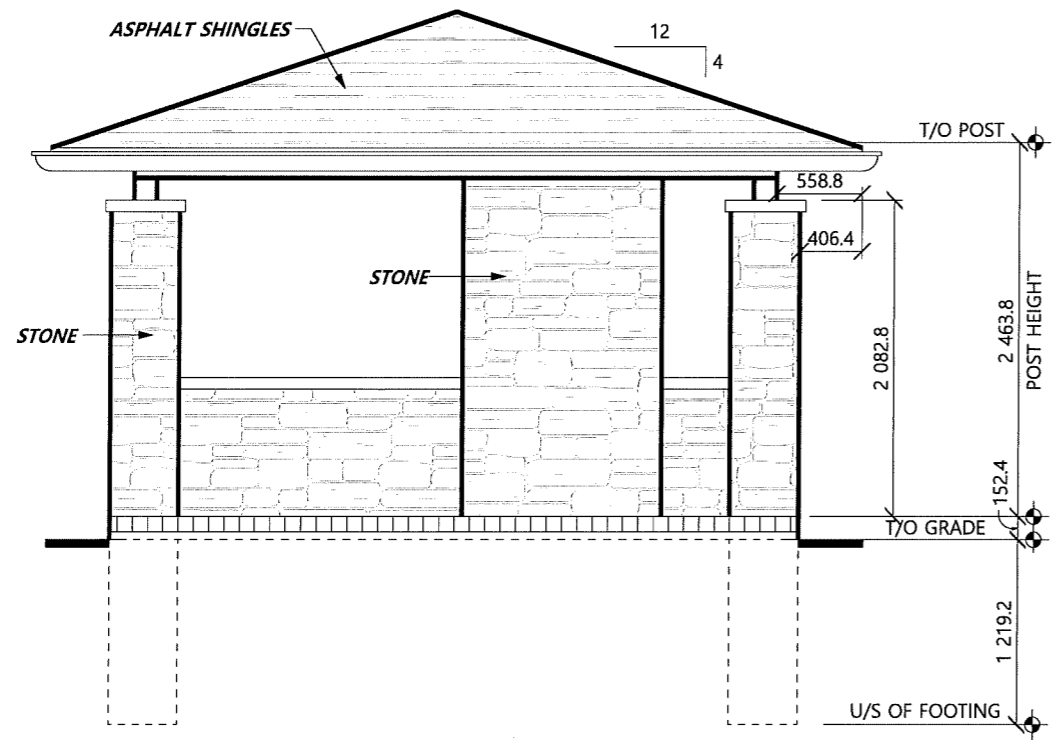 ASPHALT SHINGLES
12
4
T/O POST
558.8
406.4
STONE
STONE
2 082.8
2 463.8
POST HEIGHT
152.4
T/O GRADE
1 219.2
U/S OF FOOTING